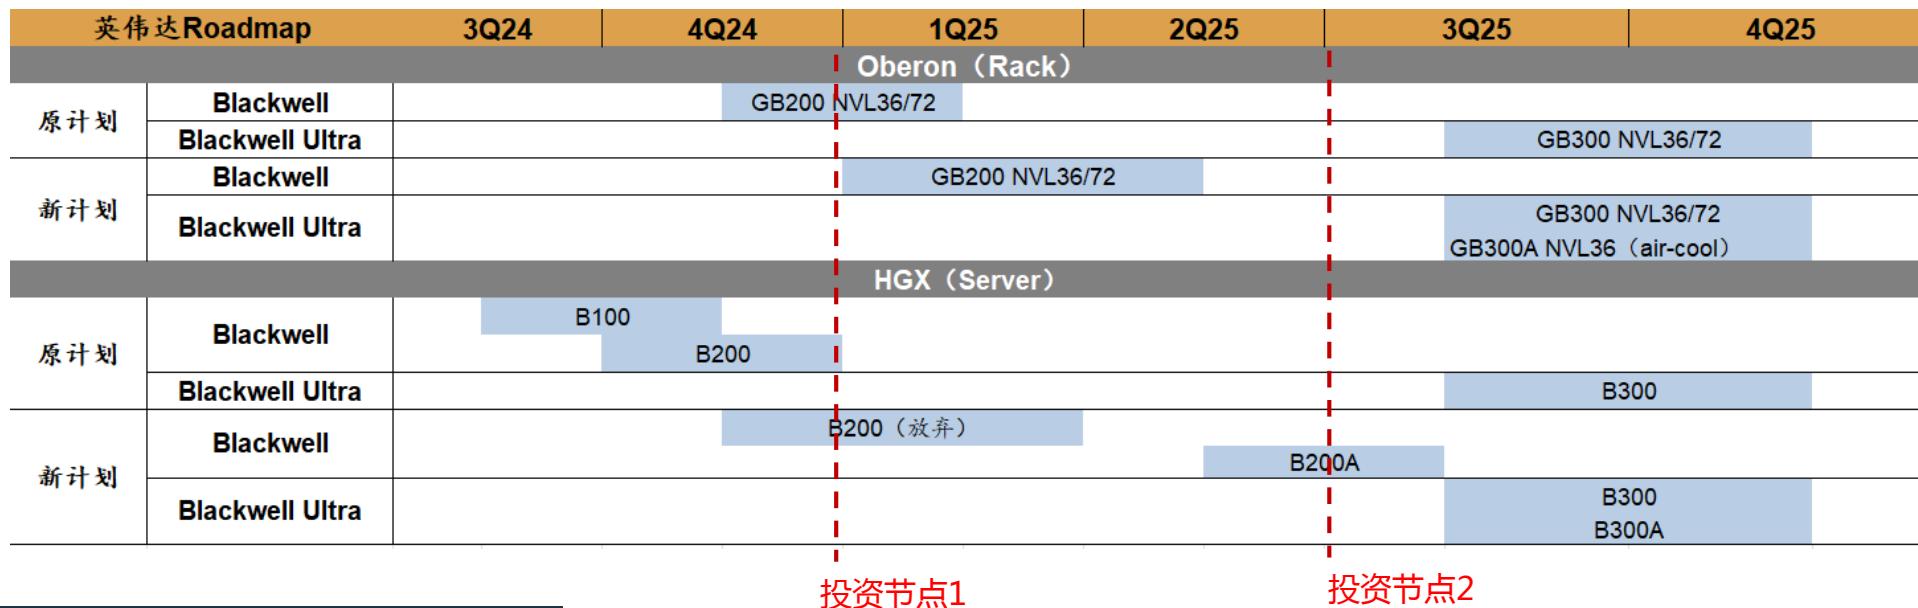 英伟达Roadmap 3Q24 4Q24 1Q25 2Q25 3Q25 4Q25
Oberon（Rack）
原计划
Blackwell GB200 NVL36/72
Blackwell Ultra GB300 NVL36/72
新计划
Blackwell GB200 NVL36/72
Blackwell Ultra
GB300 NVL36/72
GB300A NVL36（air-cool）
HGX（Server）
原计划
Blackwell
B100
B200
Blackwell Ultra B300
新计划
Blackwell
B200（放弃）
B200A
Blackwell Ultra
B300
B300A
投资节点1 投资节点2